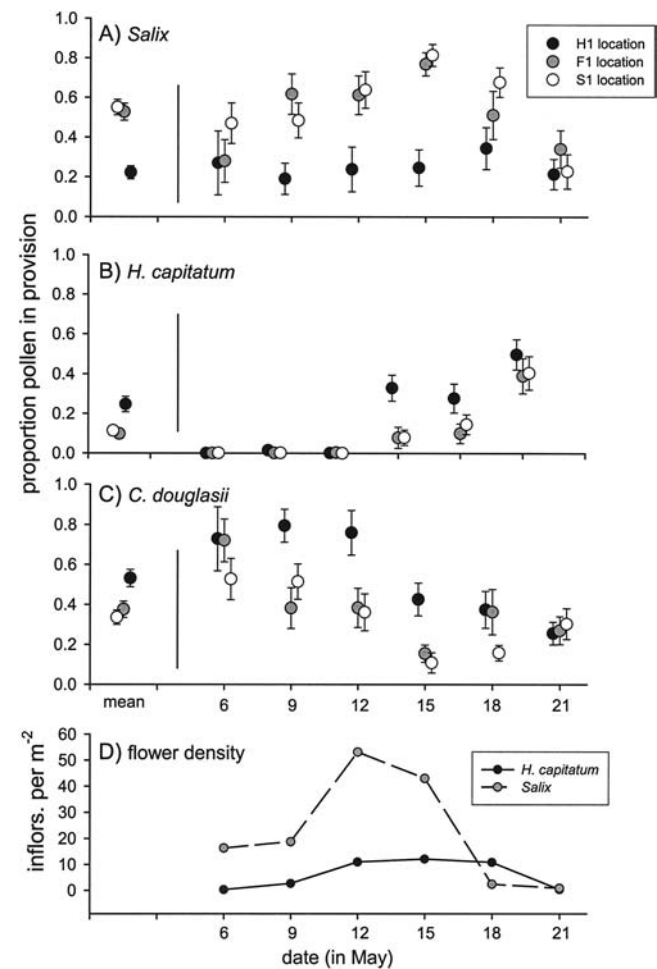 A) Salix
H1 location
F1 location
S1 location
1.0
0.8
0.6
0.4
0.2
0.0
B) H. capitatum
1.0
0.8
0.6
0.4
0.2
0.0
C) C. douglasii
1.0
0.8
0.6
0.4
0.2
0.0
proportion pollen in provision
mean 6 9 12 15 18 21
D) flower density
H. capitatum
Salix
60
50
40
30
20
10
0
inflors. per m-2
6 9 12 15 18 21
date (in May)